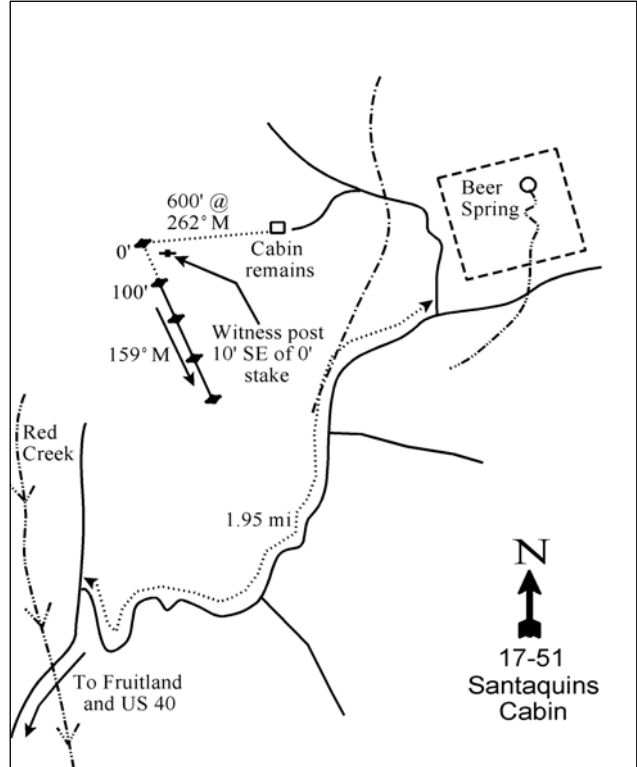 Beer
Spring
600' @
262° M
Cabin
remains
0'
100'
Witness post
10' SE of 0'
stake
159° M
Red
Creek
1.95 mi
N
17-51
Santaquins
Cabin
To Fruitland
and US 40